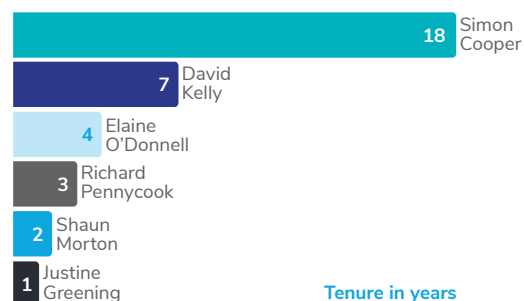 18 Simon
Cooper
7 David
Kelly
4 Elaine
O’Donnell
3 Richard
Pennycook
2 Shaun
Morton
1 Justine
Greening
Tenure in years